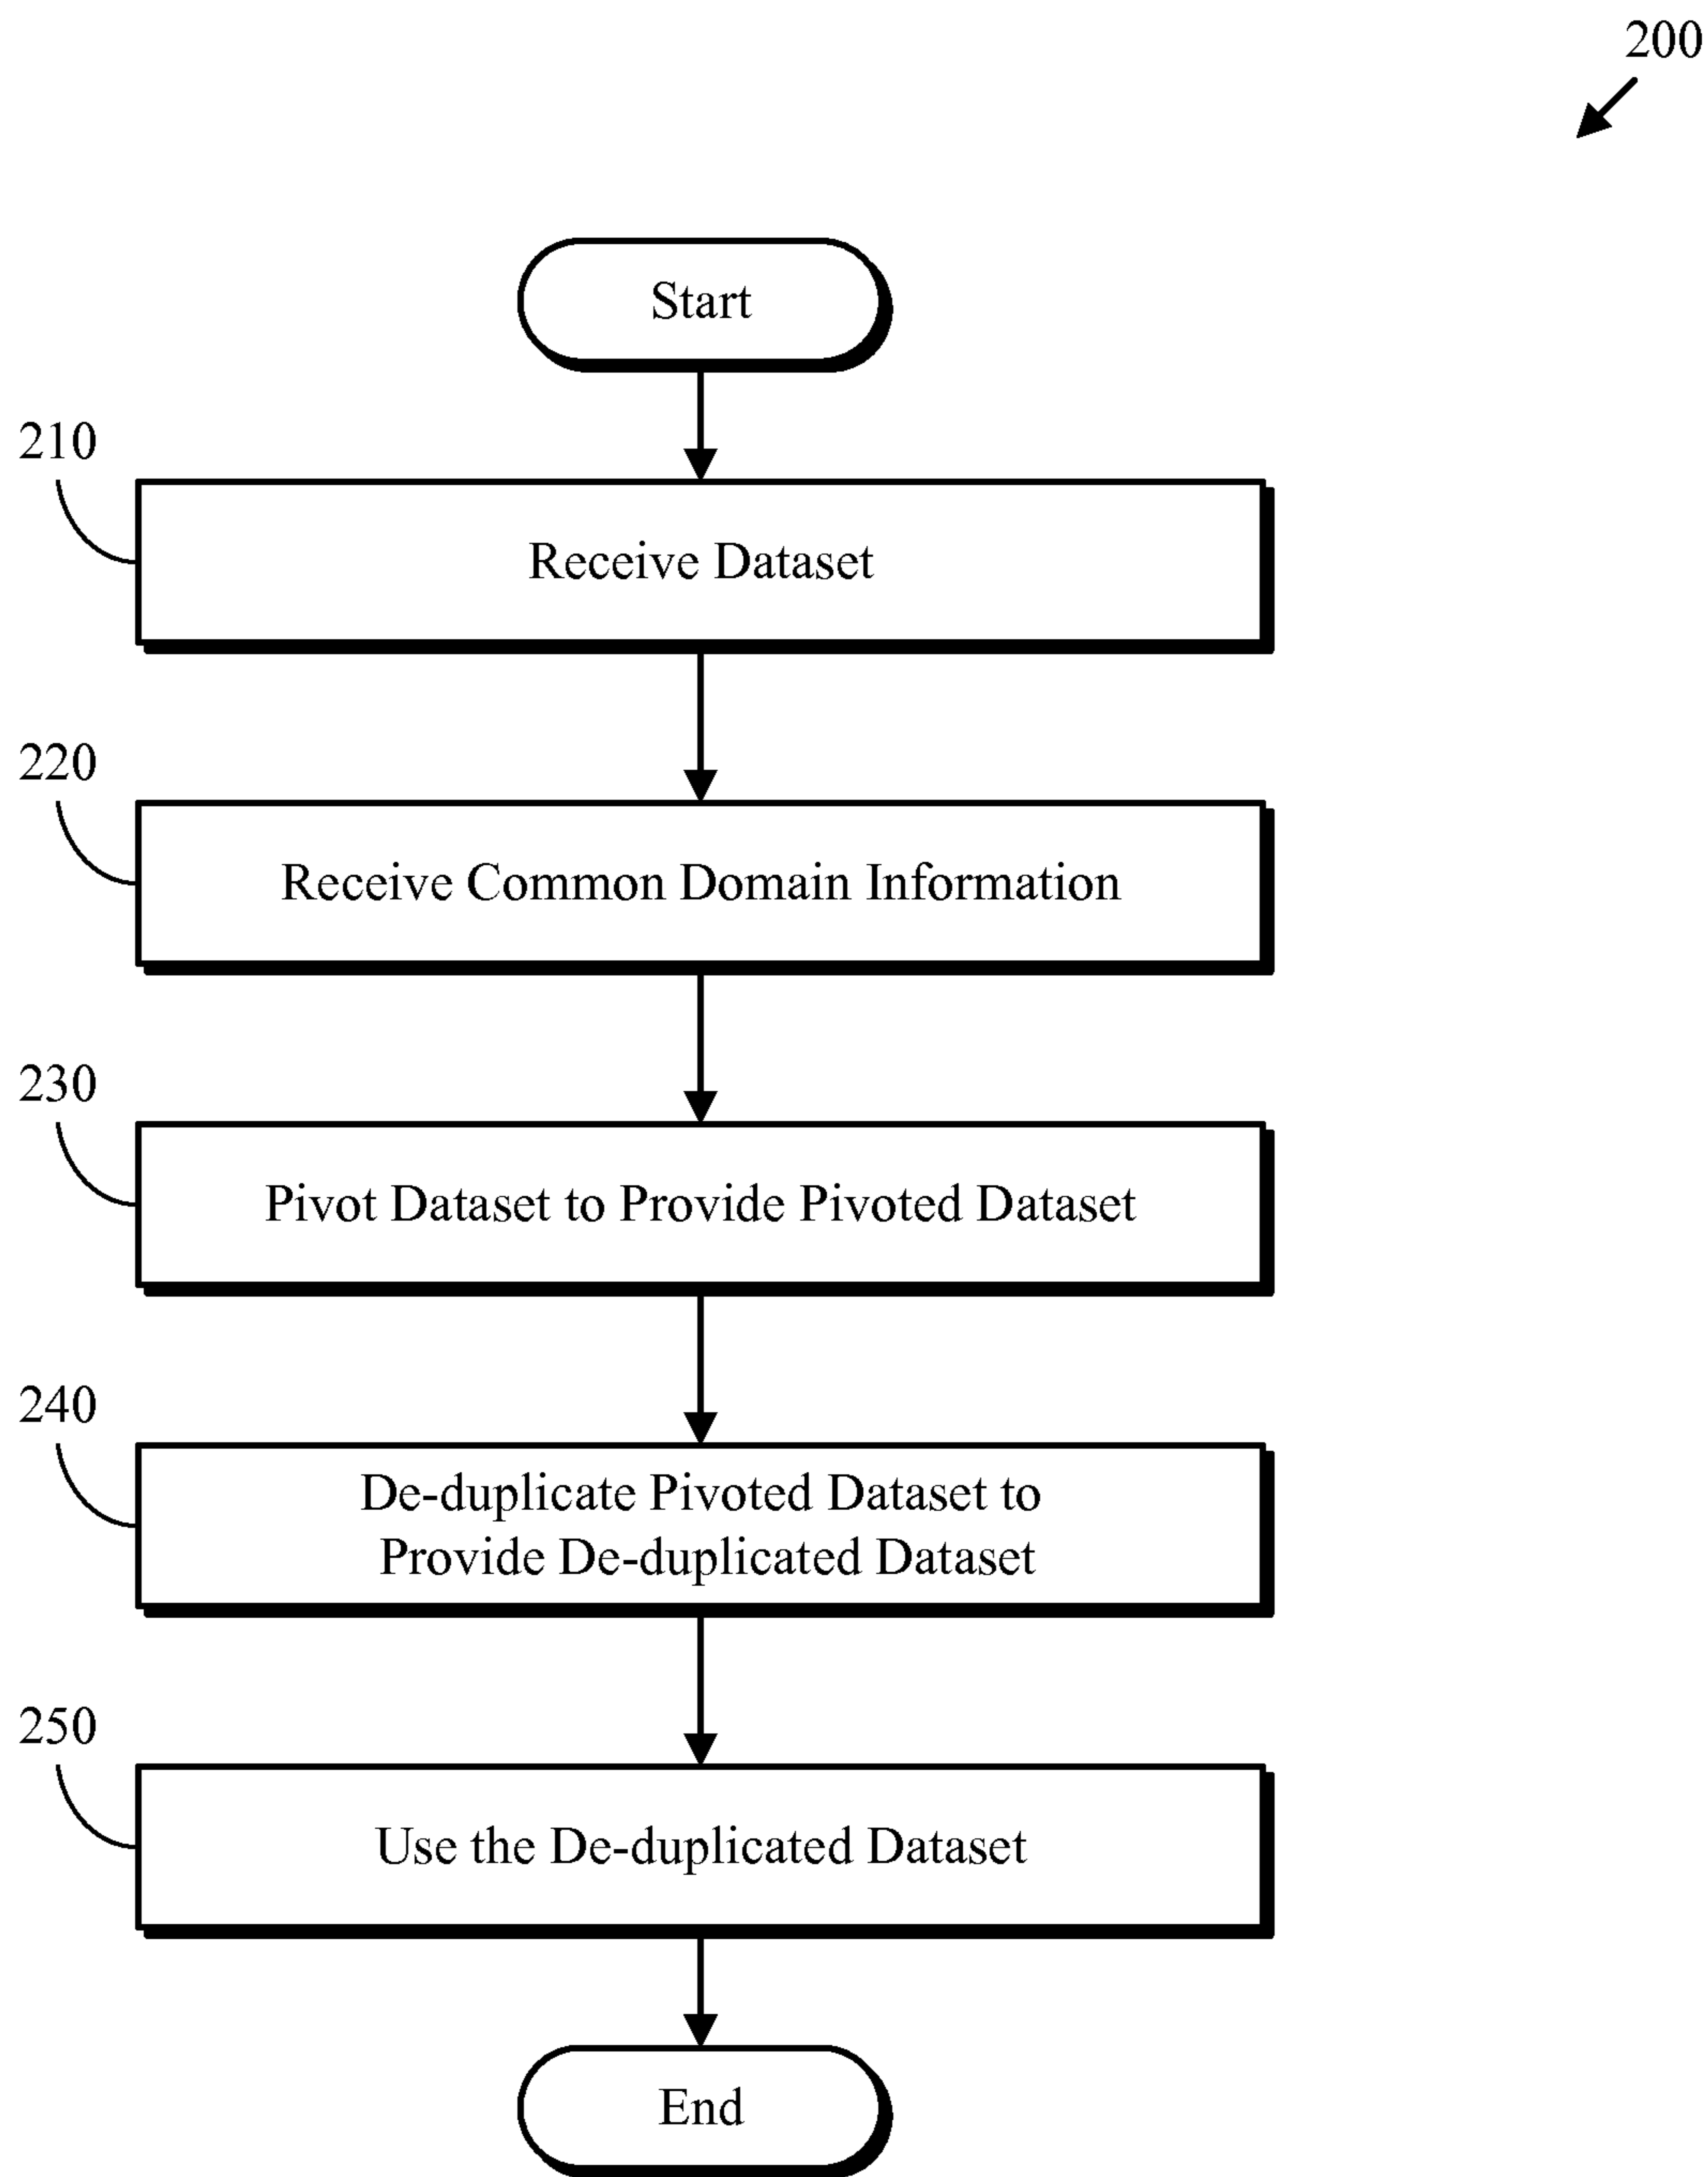 200
Start
210
Receive Dataset
220
Receive Common Domain Information
230
Pivot Dataset to Provide Pivoted Dataset
240
De-duplicate Pivoted Dataset to
Provide De-duplicated Dataset
250
Use the De-duplicated Dataset
End